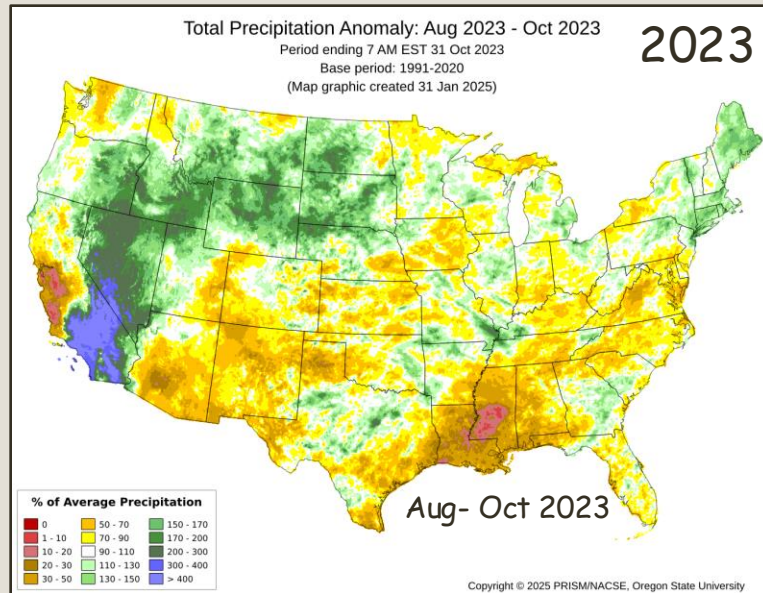 Total Precipitation Anomaly: Aug 2023 - Oct 2023
2023
Period ending 7 AM EST 31 Oct 2023
Base period: 1991-2020
(Map graphic created 31 Jan 2025)
% of Average Precipitation
0 50 - 70 150 - 170
1 - 10 70 - 90 170 - 200
10 - 20 90 - 110 200 - 300
20 - 30 110 - 130 300 - 400
30 - 50 130 - 150 > 400
Aug- Oct 2023
Copyright © 2025 PRISM/NACSE, Oregon State University